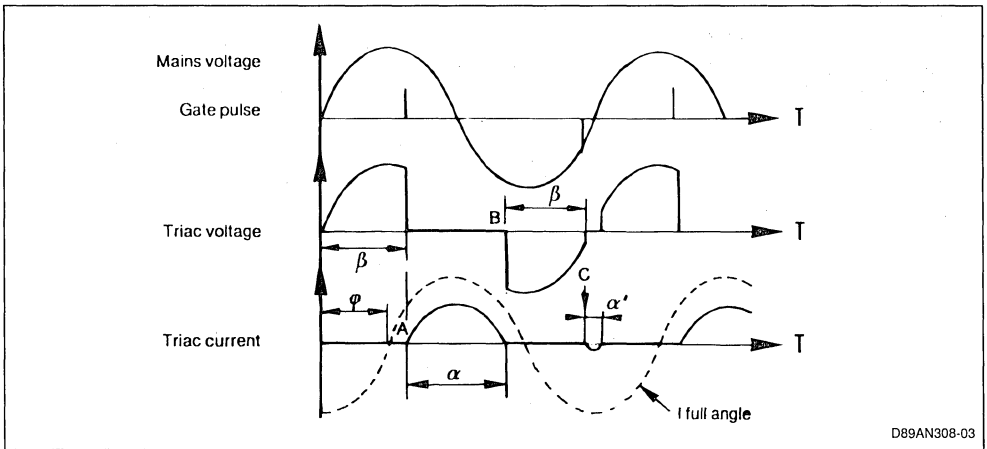 Mains voltage
Gate pulse
T
B
β
Triac voltage
T
β
C
φ
α'
A
Triac current
T
α
I full angle
D89AN308-03